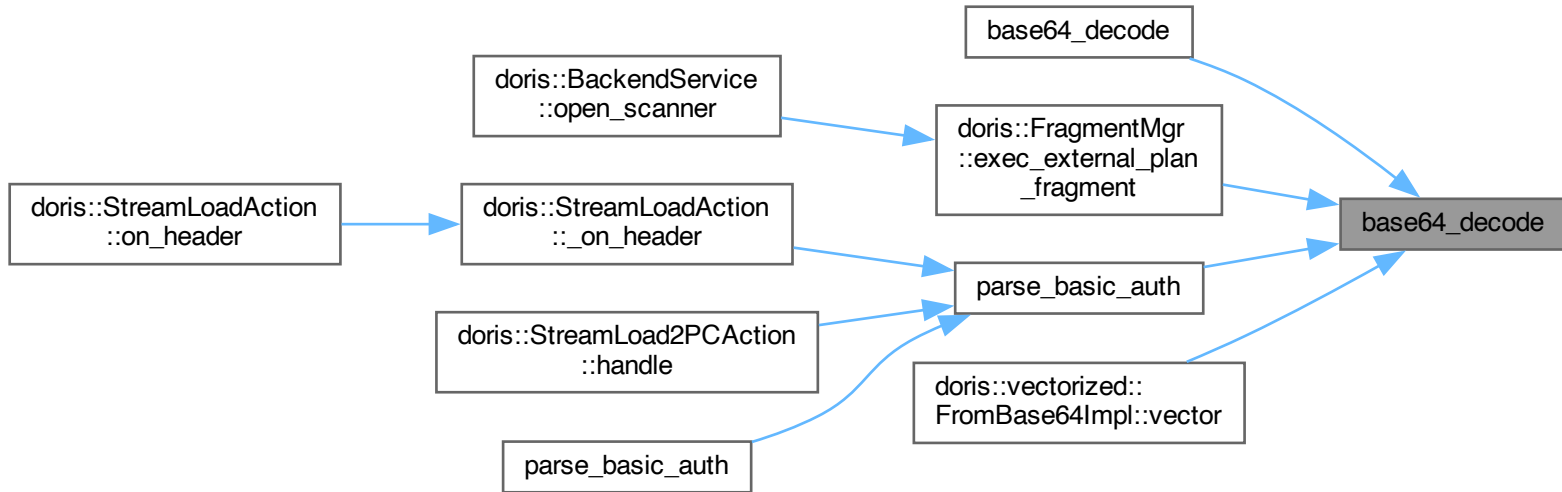 base64_decode
doris::BackendService
::open_scanner
doris::FragmentMgr
::exec_external_plan
_fragment
doris::StreamLoadAction
::on_header
doris::StreamLoadAction
::_on_header
base64_decode
parse_basic_auth
doris::StreamLoad2PCAction
::handle
doris::vectorized::
FromBase64Impl::vector
parse_basic_auth